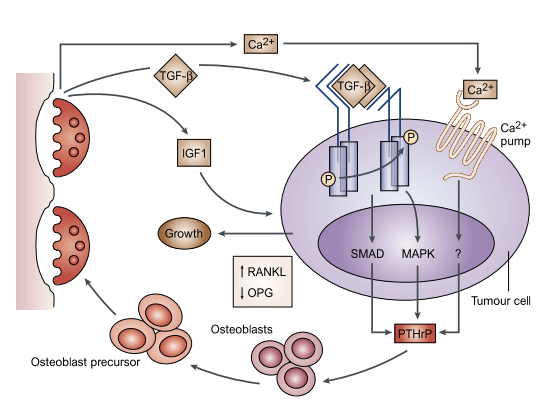 Ca2+
TGF-β
TGF-β
Ca2+
Ca2+
pump
P
IGF1
P
Growth
SMAD
MAPK
?
↑ RANKL
↓ OPG
Tumour cell
Osteoblasts
PTHrP
Osteoblast precursor